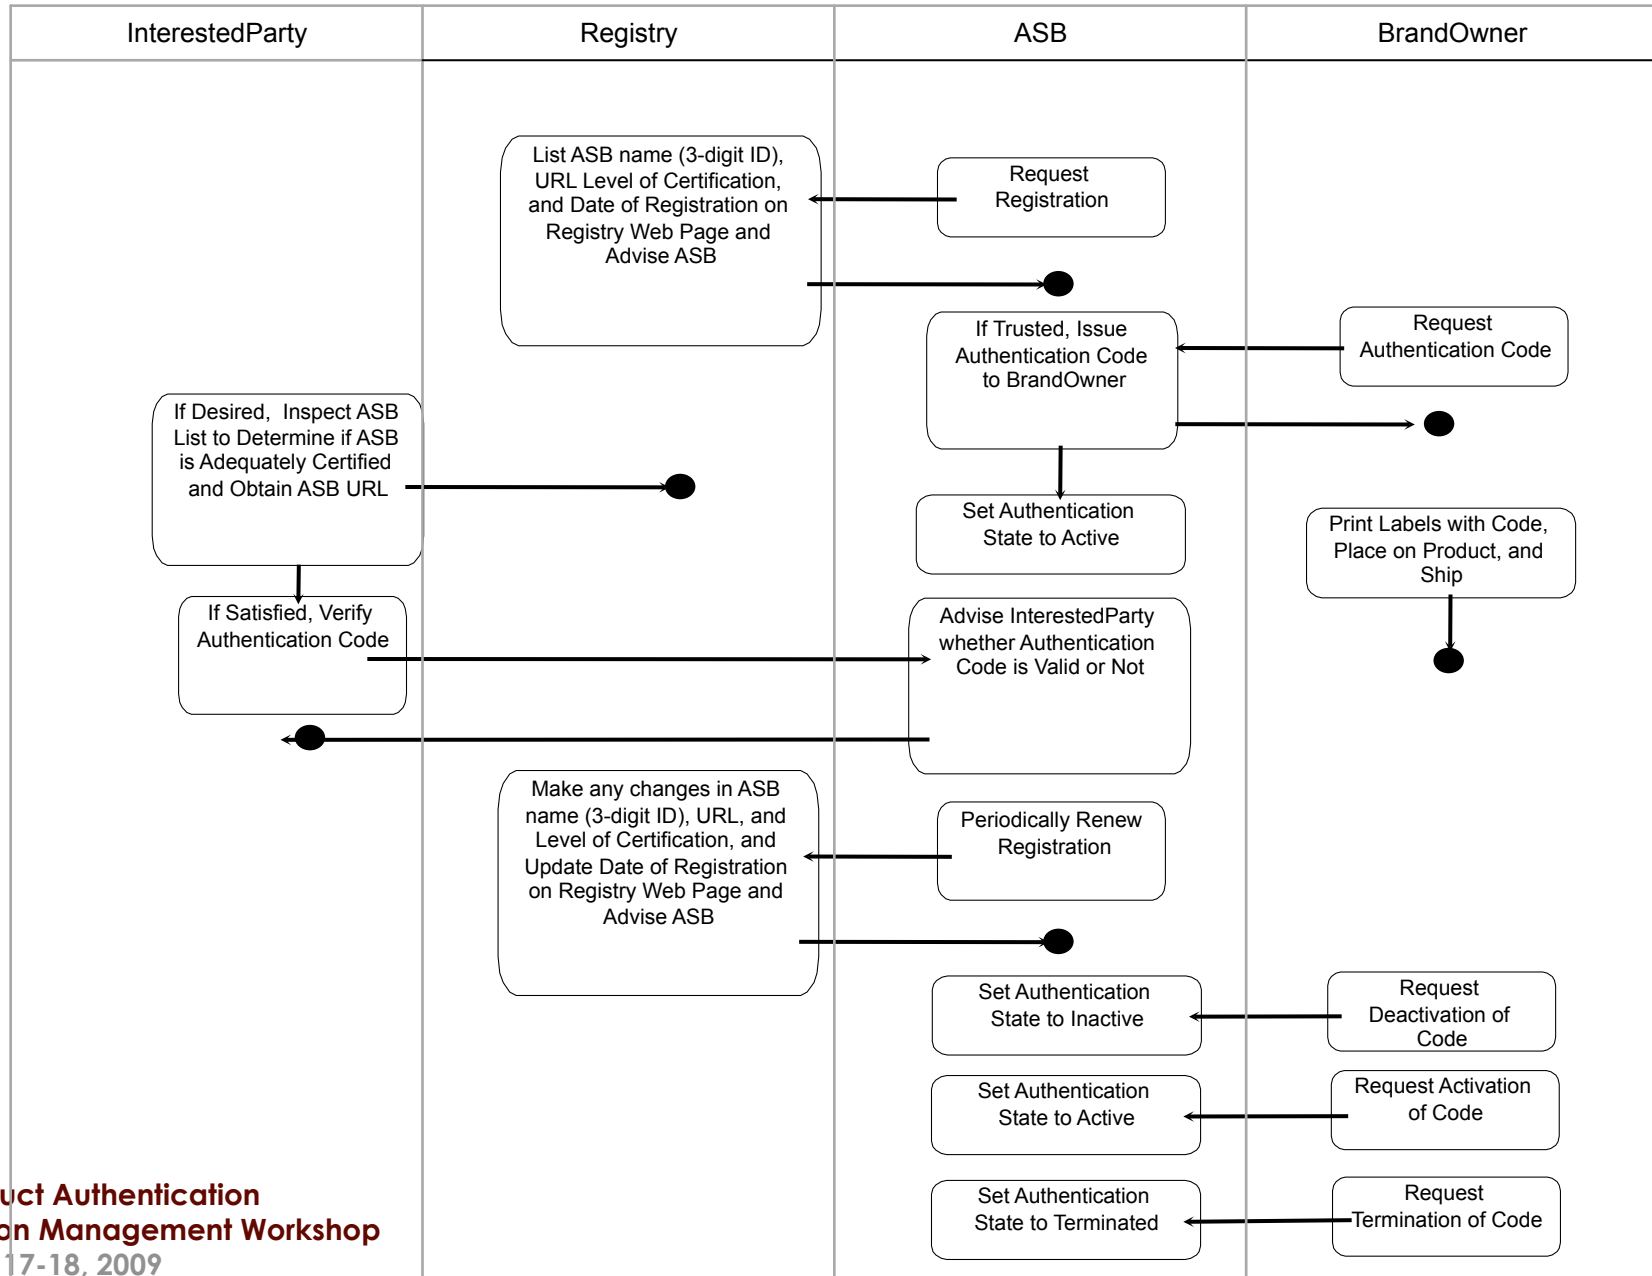 InterestedParty
Registry
ASB
BrandOwner
List ASB name (3-digit ID),
URL Level of Certification,
and Date of Registration on
Registry Web Page and
Advise ASB
Request
Registration
If Trusted, Issue
Authentication Code
to BrandOwner
Request
Authentication Code
If Desired, Inspect ASB
List to Determine if ASB
is Adequately Certified
and Obtain ASB URL
Set Authentication
State to Active
Print Labels with Code,
Place on Product, and
Ship
If Satisfied, Verify
Authentication Code
Advise InterestedParty
whether Authentication
Code is Valid or Not
Make any changes in ASB
name (3-digit ID), URL, and
Level of Certification, and
Update Date of Registration
on Registry Web Page and
Advise ASB
Periodically Renew
Registration
Set Authentication
State to Inactive
Request
Deactivation of
Code
Set Authentication
State to Active
Request Activation
of Code
Set Authentication
State to Terminated
Request
Termination of Code
uct Authentication
on Management Workshop
17-18, 2009